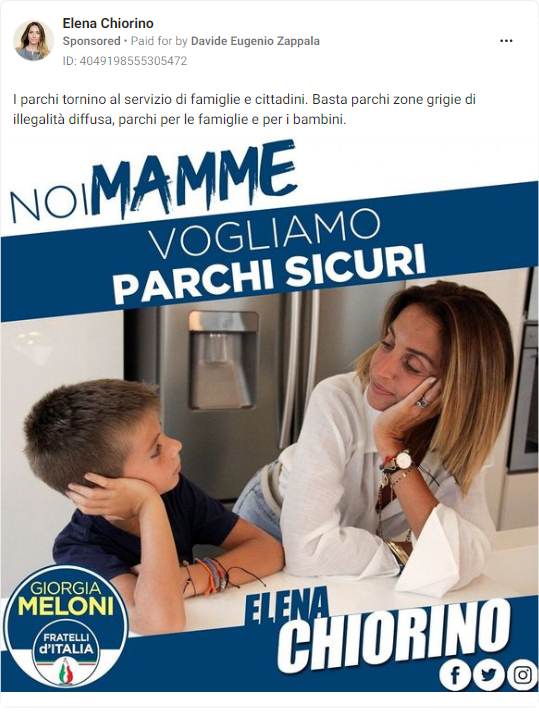 Elena Chiorino
Sponsored • Paid for by Davide Eugenio Zappala
ID: 4049198555305472
I parchi tornino al servizio di famiglie e cittadini. Basta parchi zone grigie di
illegalità diffusa, parchi per le famiglie e per i bambini.
NOI MAMME
VOGLIAMO
PARCHI SICURI
GIORGIA
MELONI
FRATELLI
d'ITALIA
ELENA
CHIORINO